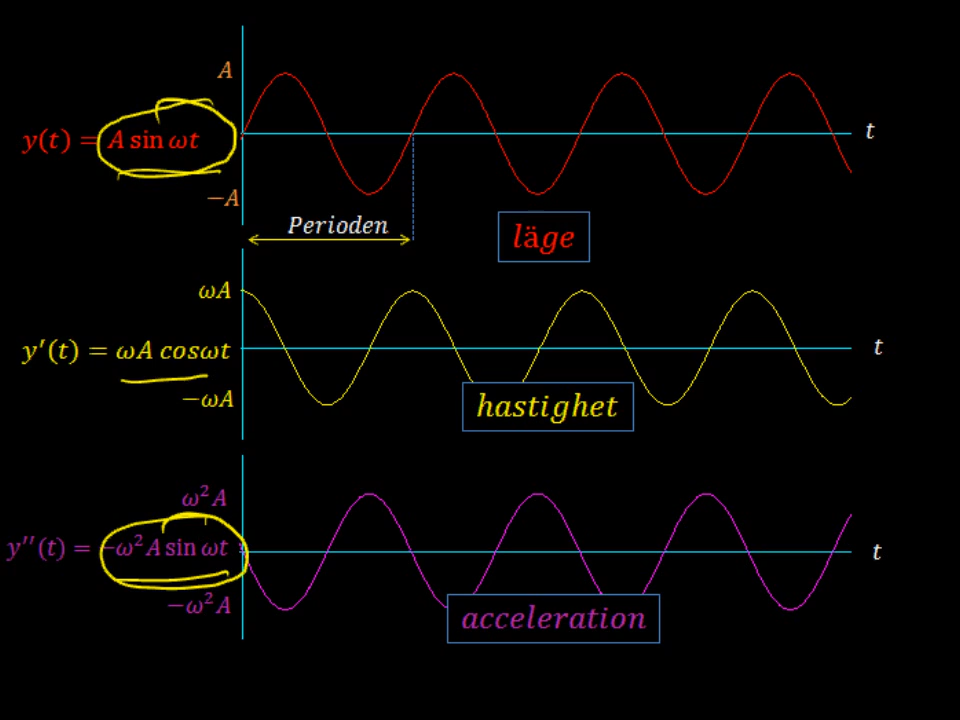 A
y(t) = A sin ωt
t
−A
Perioden
läge
ωA
y′(t) = ωA cosωt
t
−ωA
hastighet
ω²A
y′′(t) = −ω²A sin ωt
t
−ω²A
acceleration